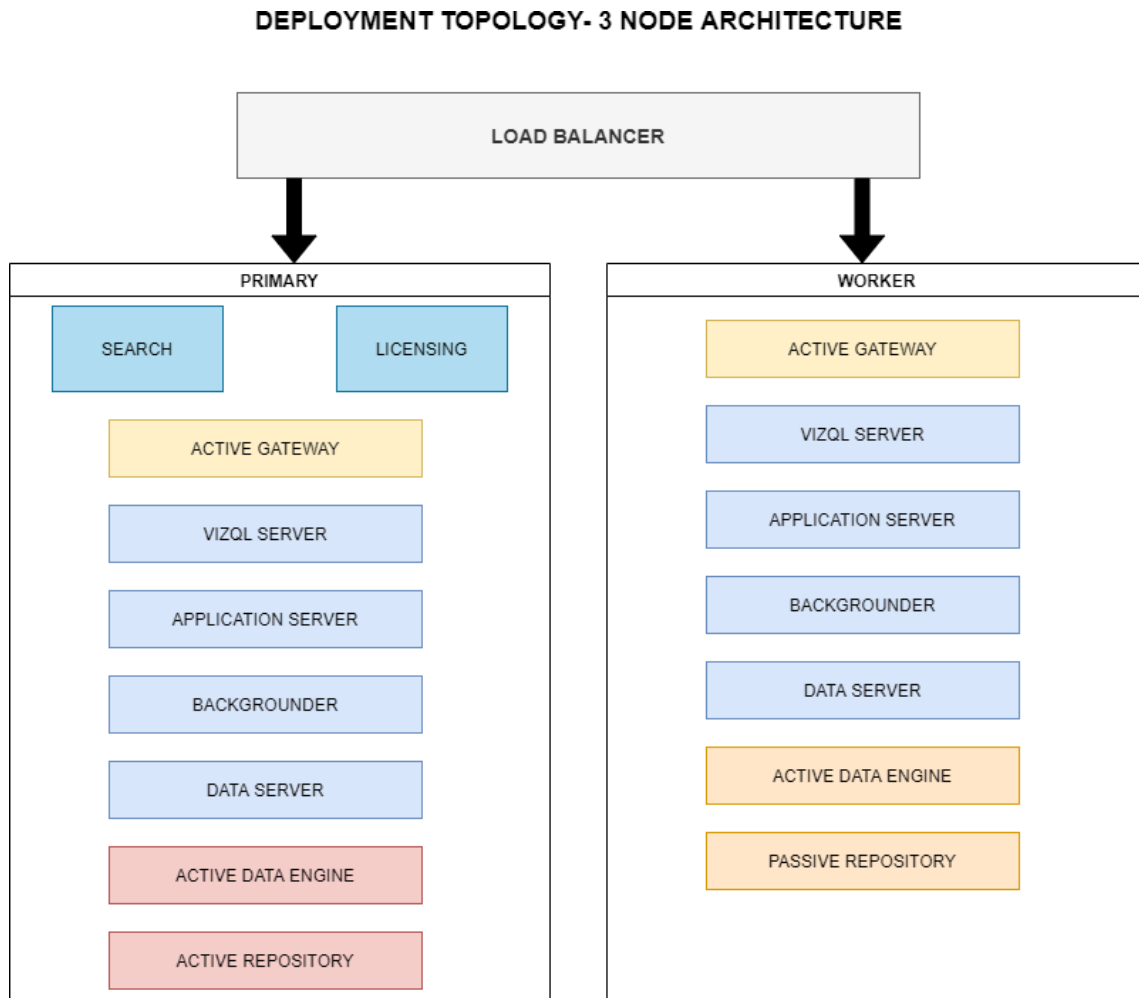 DEPLOYMENT TOPOLOGY- 3 NODE ARCHITECTURE
LOAD BALANCER
PRIMARY
SEARCH
LICENSING
ACTIVE GATEWAY
VIZQL SERVER
APPLICATION SERVER
BACKGROUNDER
DATA SERVER
ACTIVE DATA ENGINE
ACTIVE REPOSITORY
WORKER
ACTIVE GATEWAY
VIZQL SERVER
APPLICATION SERVER
BACKGROUNDER
DATA SERVER
ACTIVE DATA ENGINE
PASSIVE REPOSITORY